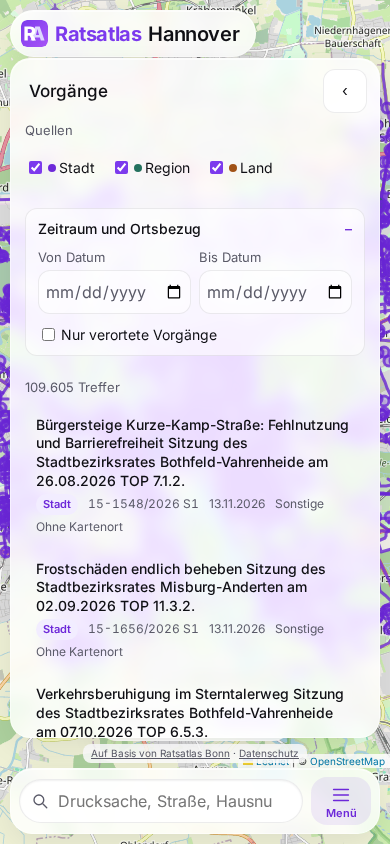 Krähenwinkel
Niedernhägener
Bauerschaft
RA Ratsatlas Hannover
Vorgänge
‹
Quellen
Stadt Region Land
Zeitraum und Ortsbezug –
Von Datum Bis Datum
mm/dd/yyyy mm/dd/yyyy
Nur verortete Vorgänge
109.605 Treffer
Bürgersteige Kurze-Kamp-Straße: Fehlnutzung
und Barrierefreiheit Sitzung des
Stadtbezirksrates Bothfeld-Vahrenheide am
26.08.2026 TOP 7.1.2.
Stadt 15-1548/2026 S1 13.11.2026 Sonstige
Ohne Kartenort
Frostschäden endlich beheben Sitzung des
Stadtbezirksrates Misburg-Anderten am
02.09.2026 TOP 11.3.2.
Stadt 15-1656/2026 S1 13.11.2026 Sonstige
Ohne Kartenort
Verkehrsberuhigung im Sterntalerweg Sitzung
des Stadtbezirksrates Bothfeld-Vahrenheide
am 07.10.2026 TOP 6.5.3.
Auf Basis von Ratsatlas Bonn · Datenschutz
Leaflet | © OpenStreetMap
Drucksache, Straße, Hausnu
Menü